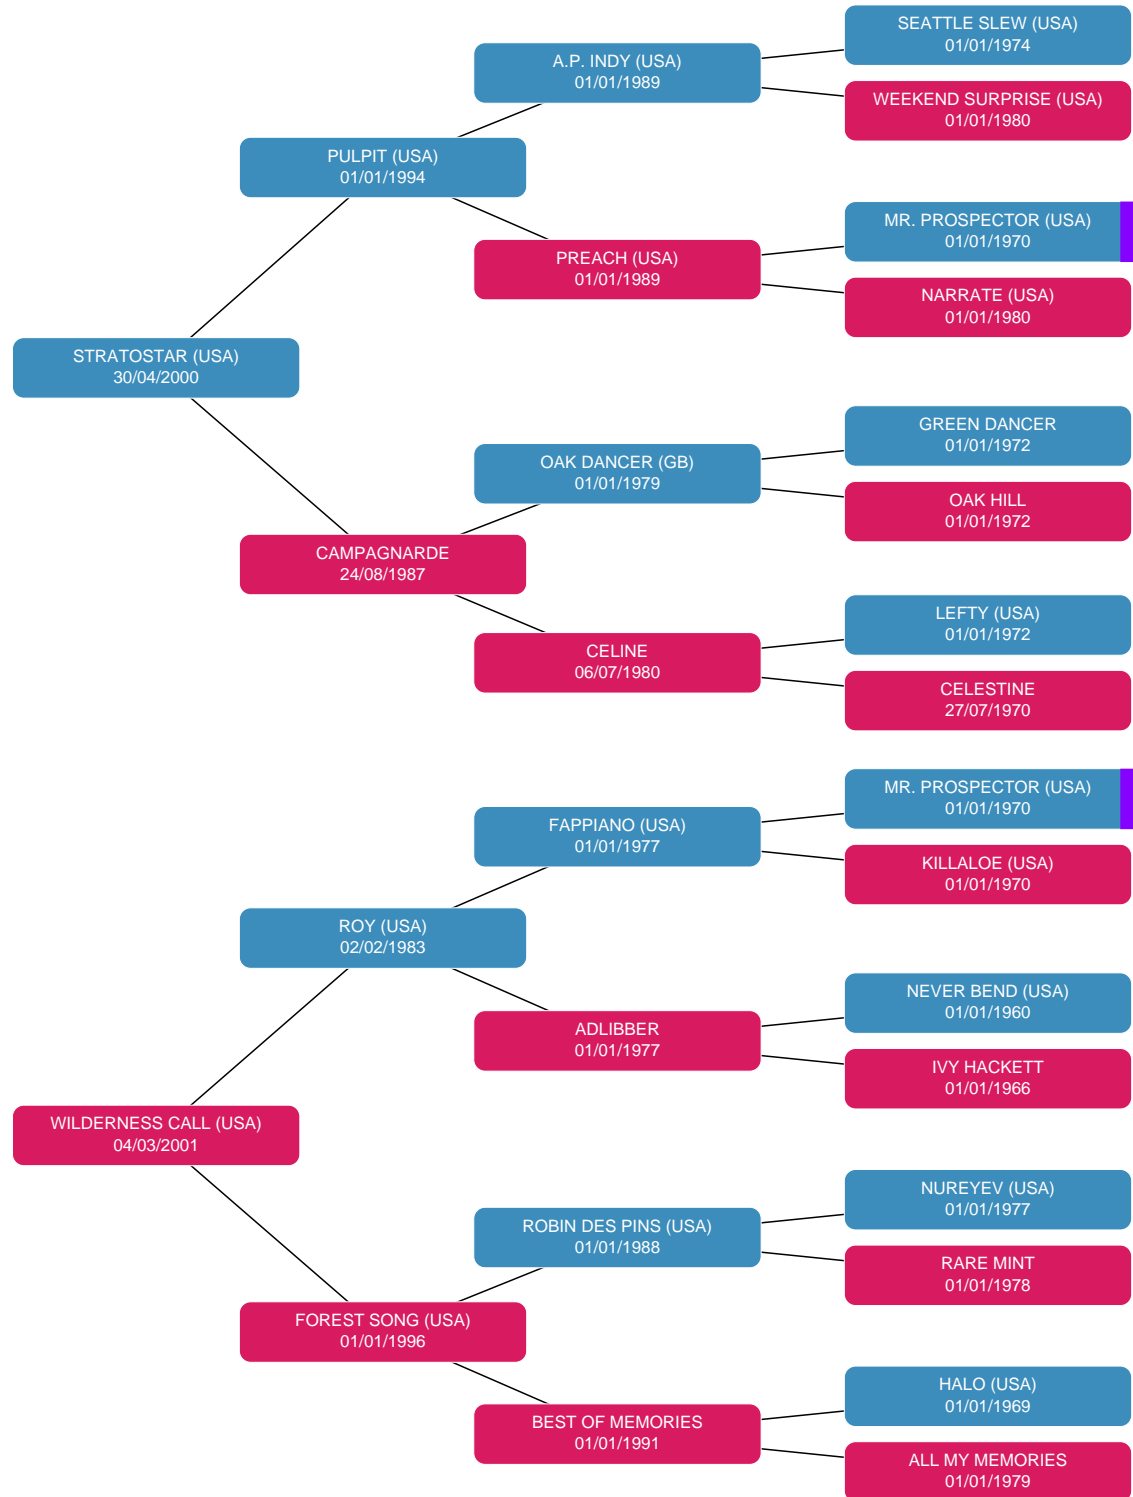 SEATTLE SLEW (USA)
01/01/1974
A.P. INDY (USA)
01/01/1989
WEEKEND SURPRISE (USA)
01/01/1980
PULPIT (USA)
01/01/1994
MR. PROSPECTOR (USA)
01/01/1970
PREACH (USA)
01/01/1989
NARRATE (USA)
01/01/1980
STRATOSTAR (USA)
30/04/2000
GREEN DANCER
01/01/1972
OAK DANCER (GB)
01/01/1979
OAK HILL
01/01/1972
CAMPAGNARDE
24/08/1987
LEFTY (USA)
01/01/1972
CELINE
06/07/1980
CELESTINE
27/07/1970
MR. PROSPECTOR (USA)
01/01/1970
FAPPIANO (USA)
01/01/1977
KILLALOE (USA)
01/01/1970
ROY (USA)
02/02/1983
NEVER BEND (USA)
01/01/1960
ADLIBBER
01/01/1977
IVY HACKETT
01/01/1966
WILDERNESS CALL (USA)
04/03/2001
NUREYEV (USA)
01/01/1977
ROBIN DES PINS (USA)
01/01/1988
RARE MINT
01/01/1978
FOREST SONG (USA)
01/01/1996
HALO (USA)
01/01/1969
BEST OF MEMORIES
01/01/1991
ALL MY MEMORIES
01/01/1979